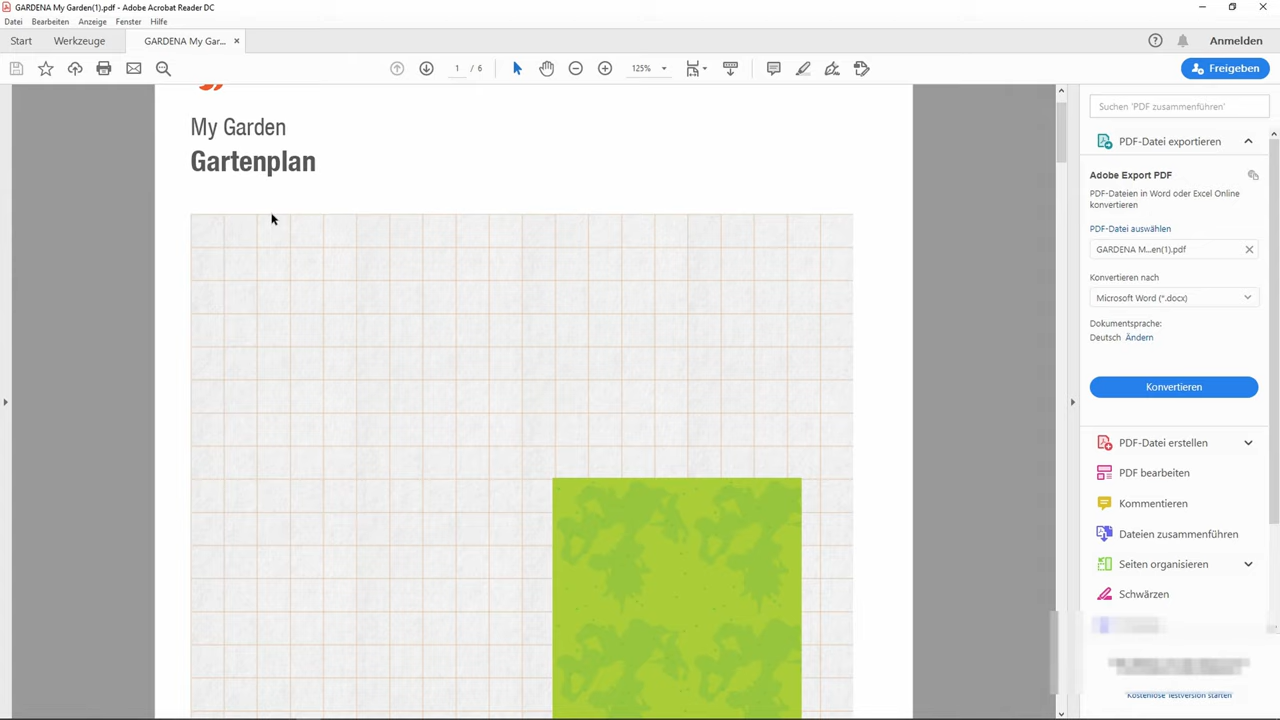 GARDENA My Garden(1).pdf - Adobe Acrobat Reader DC
Datei Bearbeiten Anzeige Fenster Hilfe
Start Werkzeuge GARDENA My Gar... × Anmelden
1 / 6 125% Freigeben
My Garden
Gartenplan
Suchen 'PDF zusammenführen'
PDF-Datei exportieren
Adobe Export PDF
PDF-Dateien in Word oder Excel Online
konvertieren
PDF-Datei auswählen
GARDENA M...en(1).pdf
Konvertieren nach
Microsoft Word (*.docx)
Dokumentsprache:
Deutsch Ändern
Konvertieren
PDF-Datei erstellen
PDF bearbeiten
Kommentieren
Dateien zusammenführen
Seiten organisieren
Schwärzen
Kostenlose Testversion starten